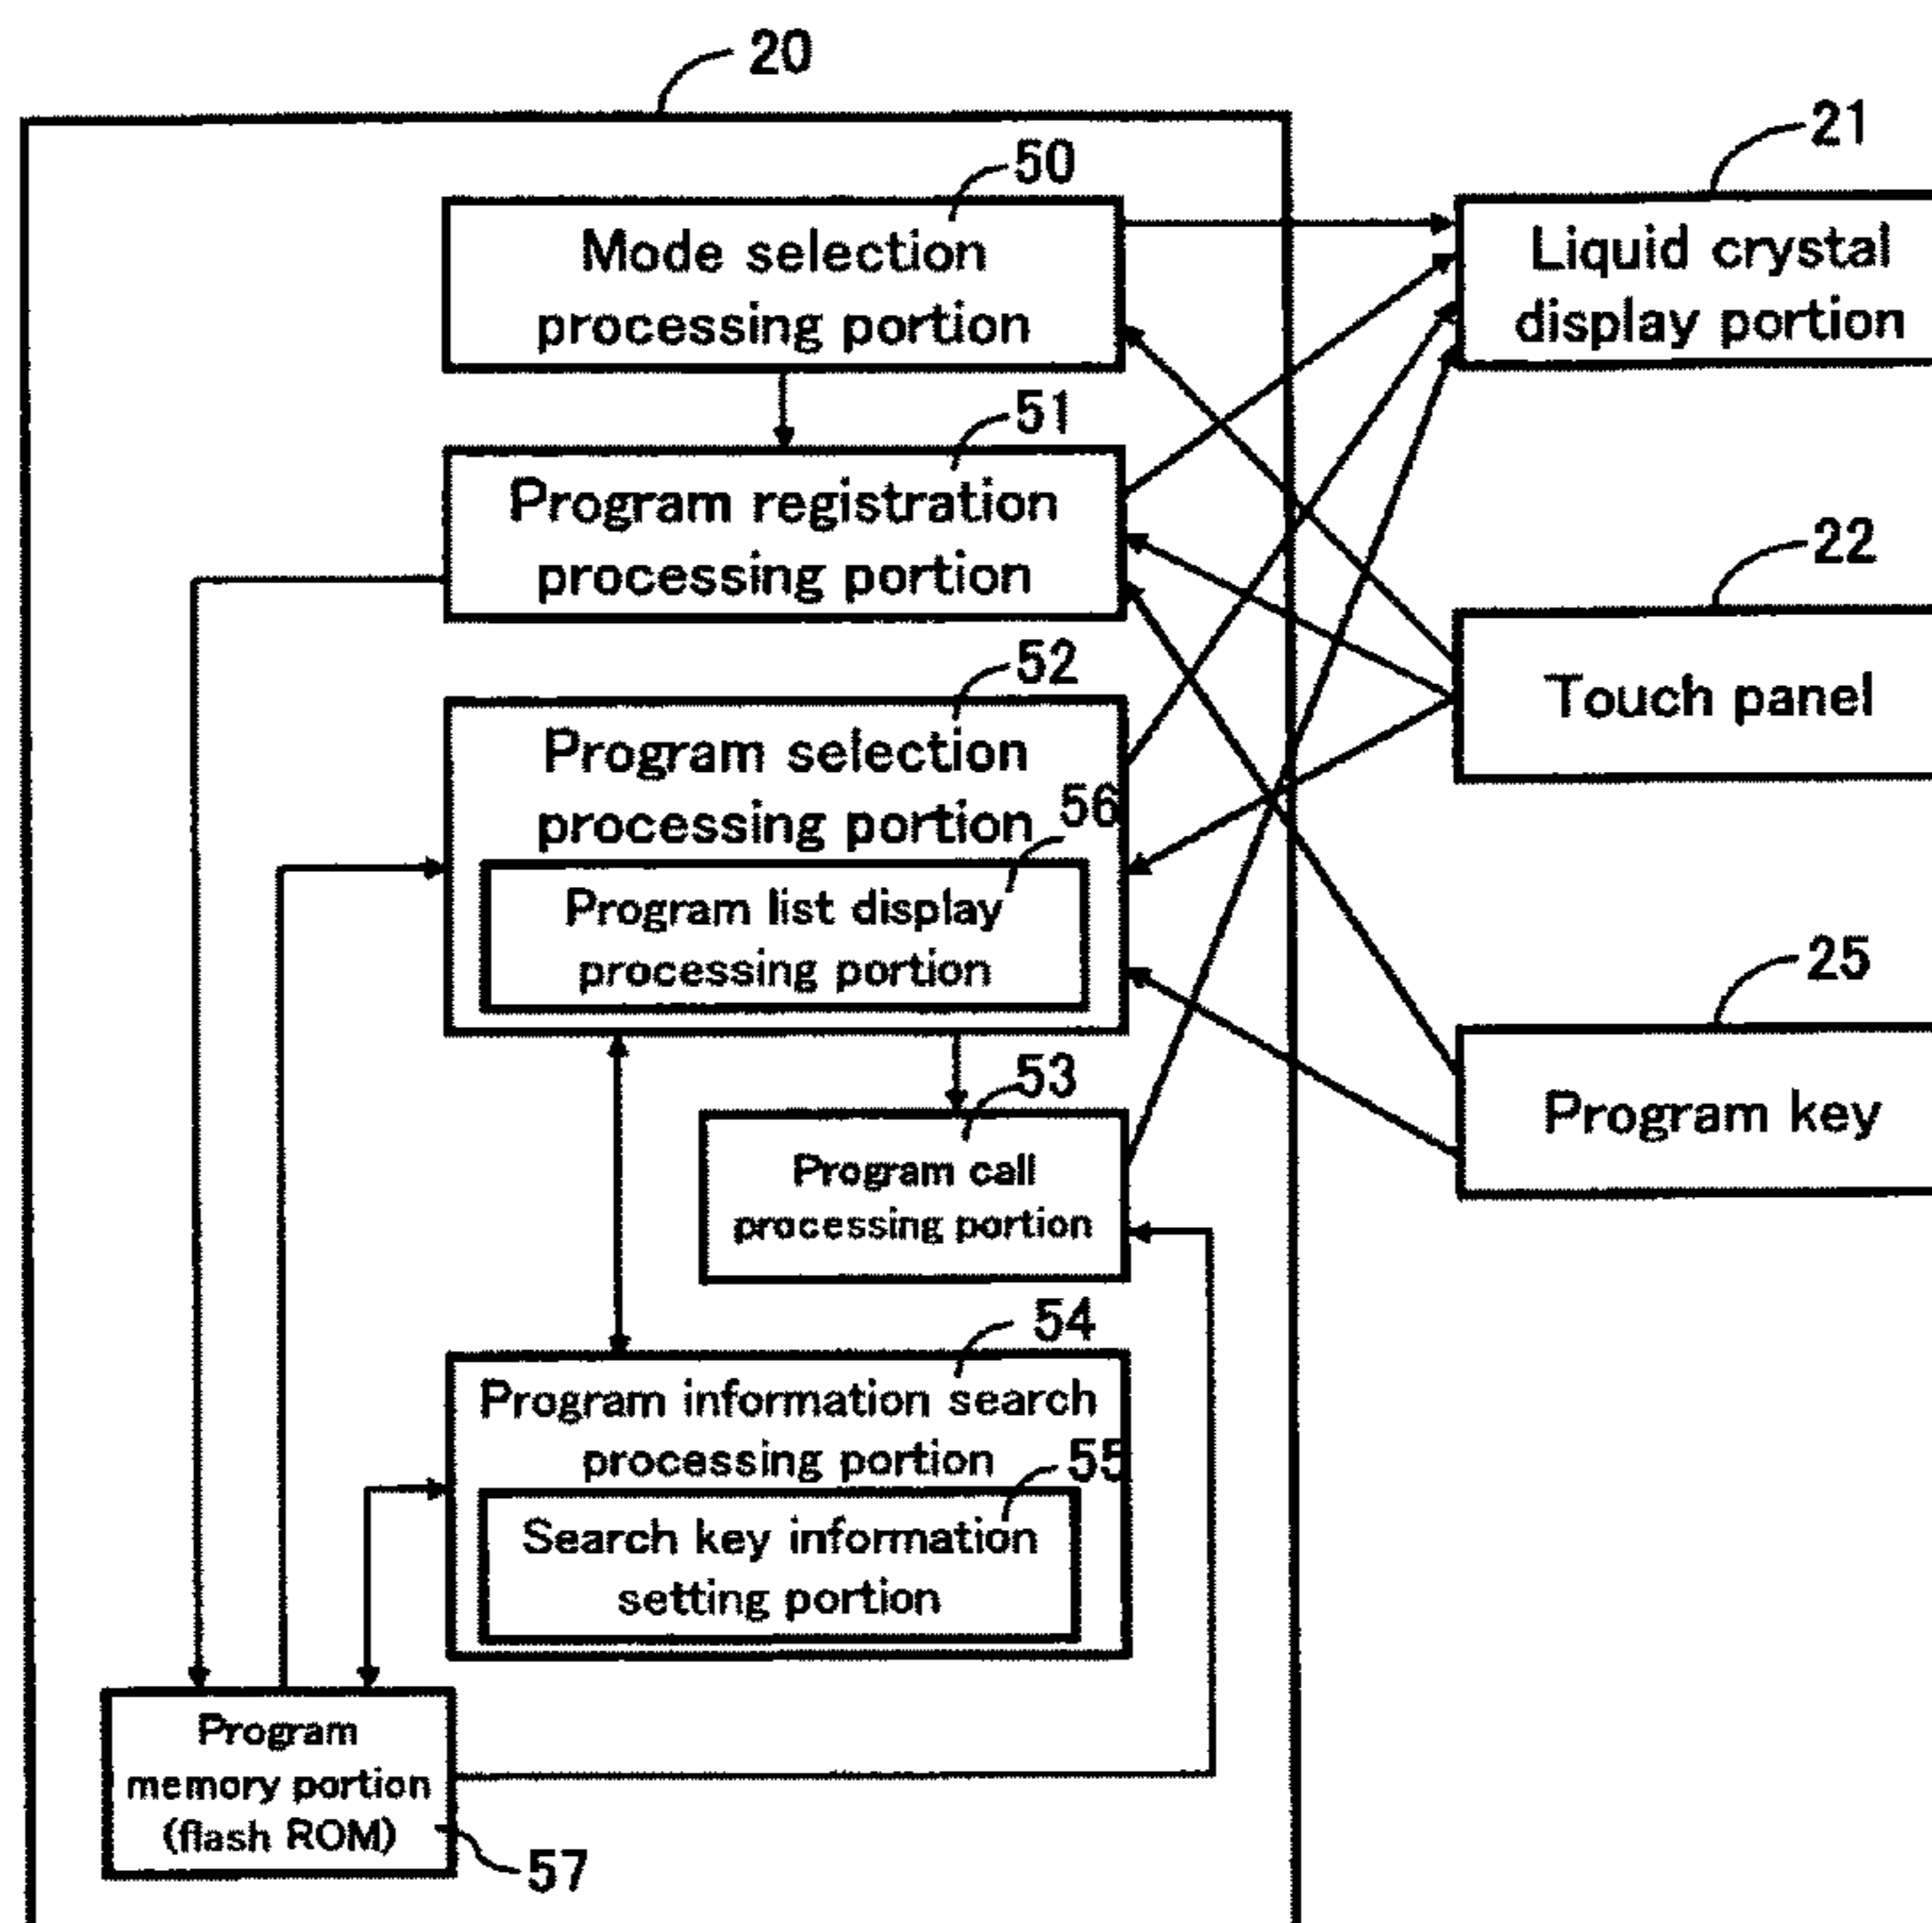 20
21
50
Mode selection
processing portion
Liquid crystal
display portion
51
Program registration
processing portion
22
Touch panel
52
Program selection
processing portion
56
Program list display
processing portion
25
Program key
53
Program call
processing portion
54
Program information search
processing portion
55
Search key information
setting portion
Program
memory portion
(flash ROM)
57